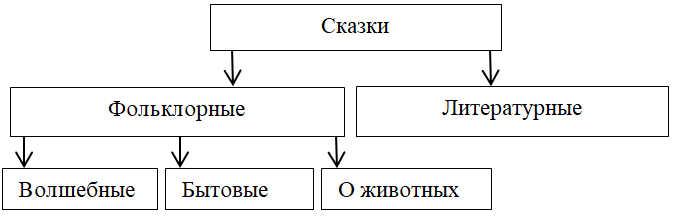 Сказки
Фольклорные
Литературные
Волшебные
Бытовые
О животных